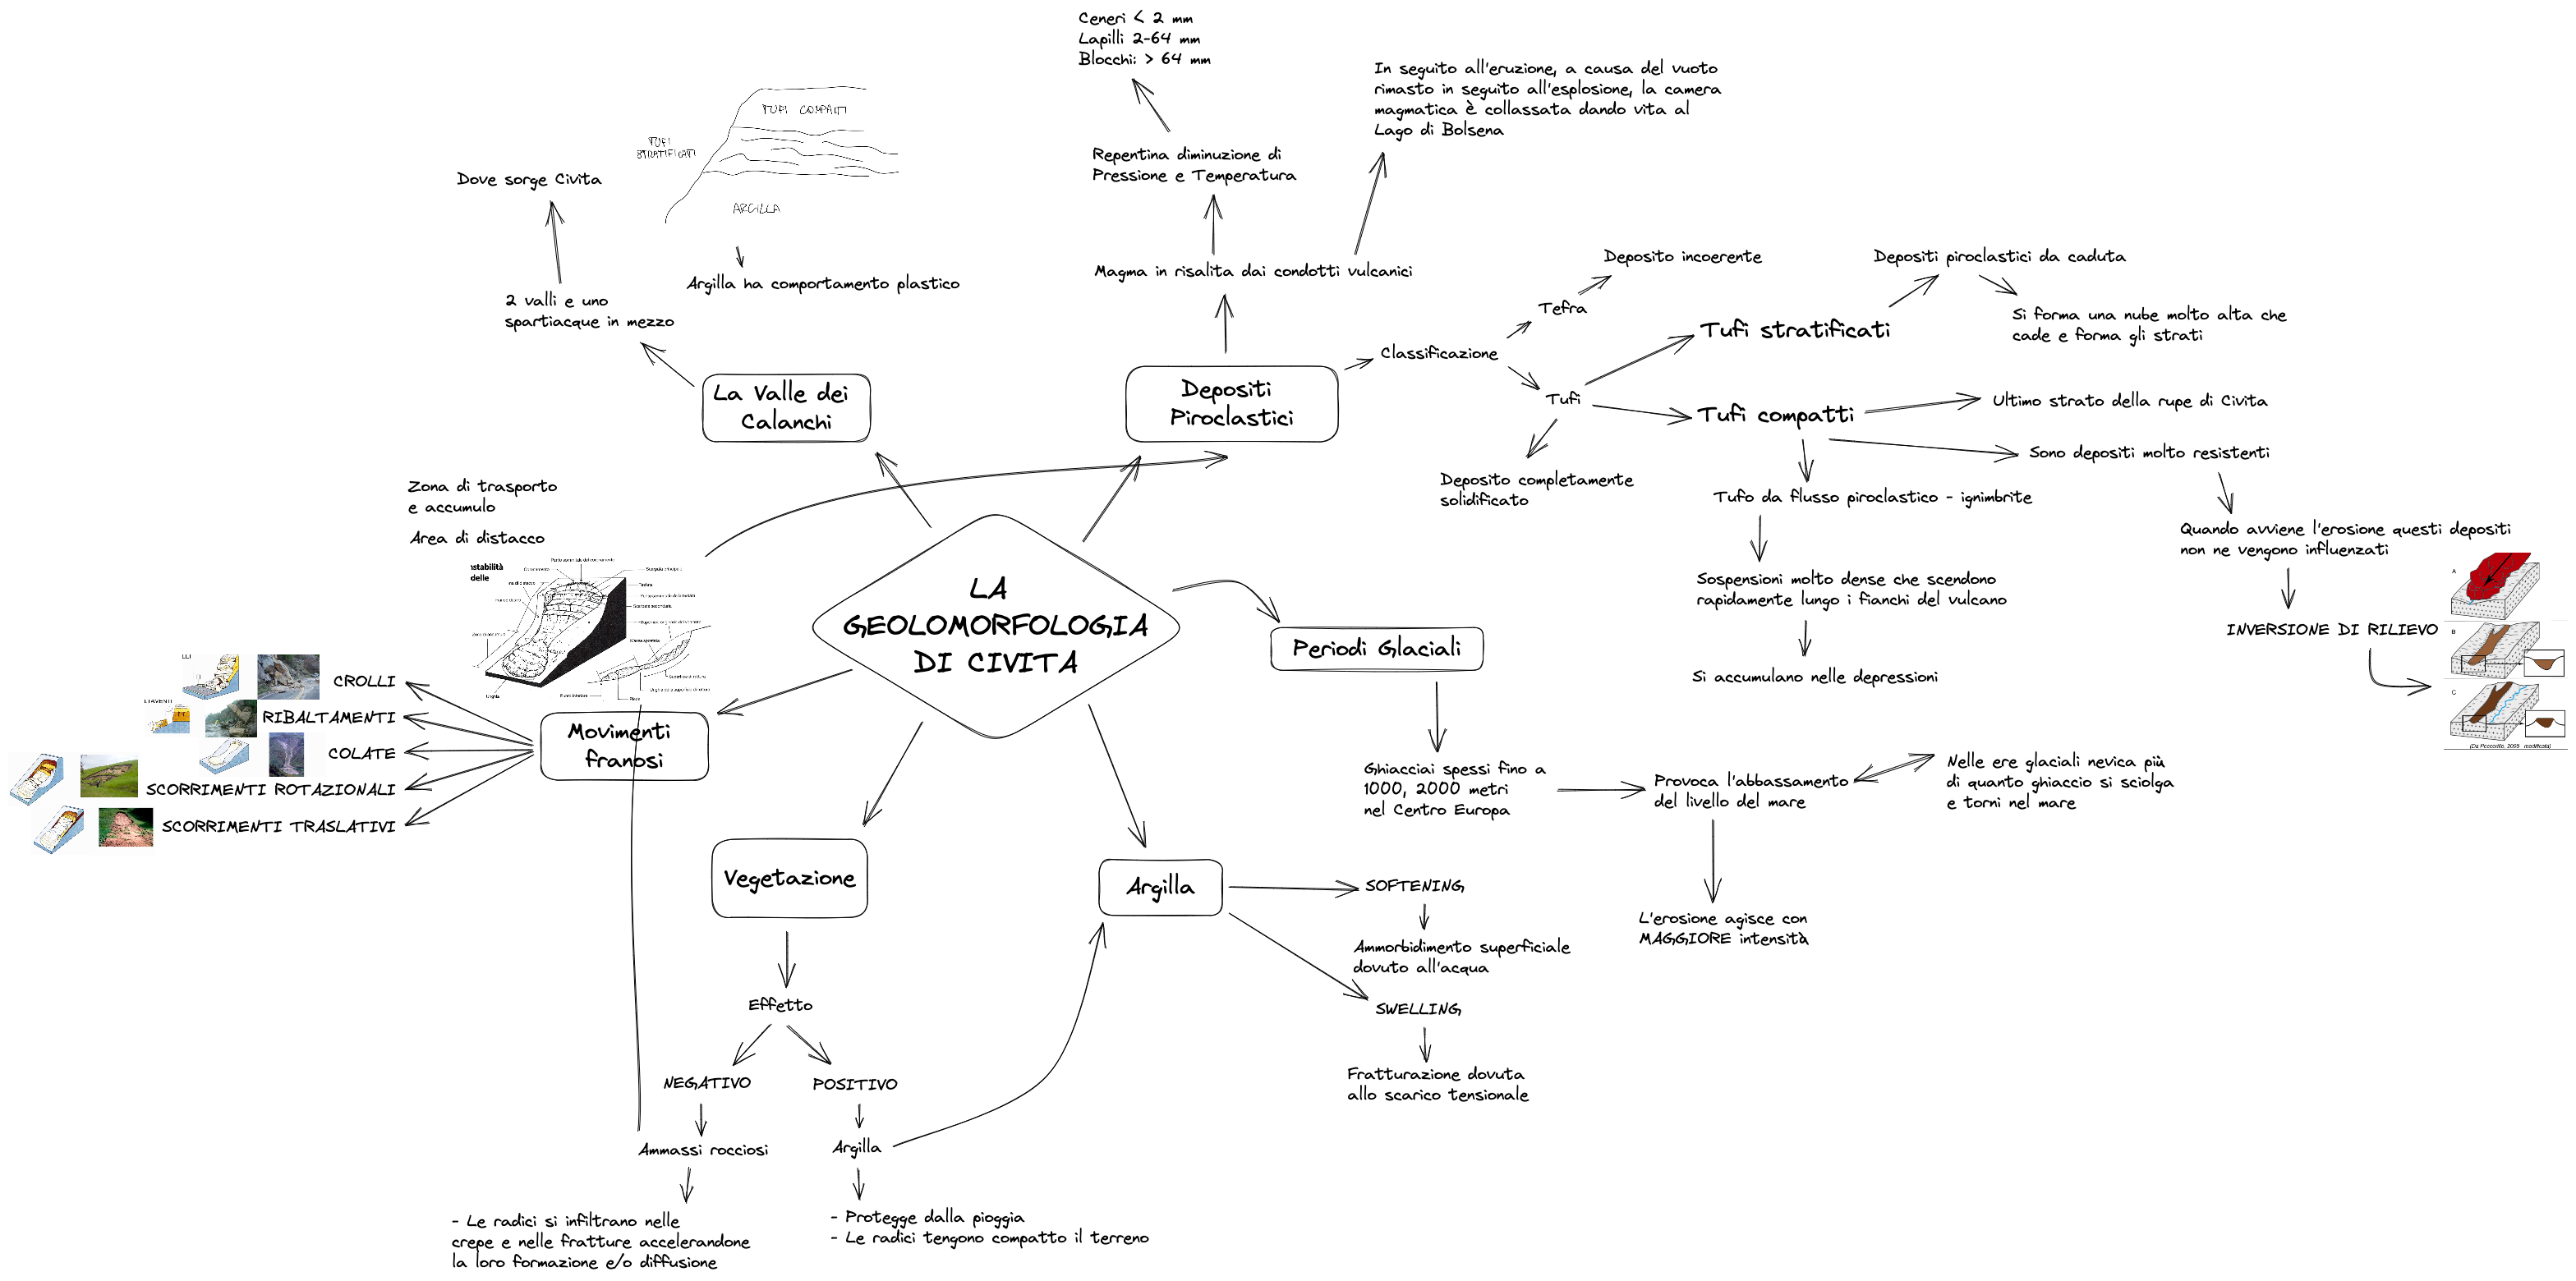 LA
GEOLOMORFOLOGIA
DI CIVITA
La Valle dei
Calanchi
2 valli e uno
spartiacque in mezzo
Dove sorge Civita
TUFI COMPATTI
TUFI
STRATIFICATI
ARGILLA
Argilla ha comportamento plastico
Depositi
Piroclastici
Magma in risalita dai condotti vulcanici
Repentina diminuzione di
Pressione e Temperatura
Ceneri < 2 mm
Lapilli 2-64 mm
Blocchi: > 64 mm
In seguito all'eruzione, a causa del vuoto
rimasto in seguito all'esplosione, la camera
magmatica è collassata dando vita al
Lago di Bolsena
Classificazione
Tefra
Deposito incoerente
Tufi
Deposito completamente
solidificato
Tufi stratificati
Depositi piroclastici da caduta
Si forma una nube molto alta che
cade e forma gli strati
Tufi compatti
Ultimo strato della rupe di Civita
Sono depositi molto resistenti
Quando avviene l'erosione questi depositi
non ne vengono influenzati
INVERSIONE DI RILIEVO
A
B
C
Tufo da flusso piroclastico - ignimbrite
Sospensioni molto dense che scendono
rapidamente lungo i fianchi del vulcano
Si accumulano nelle depressioni
Periodi Glaciali
Ghiacciai spessi fino a
1000, 2000 metri
nel Centro Europa
Provoca l'abbassamento
del livello del mare
Nelle ere glaciali nevica più
di quanto ghiaccio si sciolga
e torni nel mare
L'erosione agisce con
MAGGIORE intensità
Argilla
SOFTENING
Ammorbidimento superficiale
dovuto all'acqua
SWELLING
Fratturazione dovuta
allo scarico tensionale
Vegetazione
Effetto
NEGATIVO
POSITIVO
Ammassi rocciosi
Argilla
- Le radici si infiltrano nelle
crepe e nelle fratture accelerandone
la loro formazione e/o diffusione
- Protegge dalla pioggia
- Le radici tengono compatto il terreno
Movimenti
franosi
Zona di trasporto
e accumulo
Area di distacco
delle
CROLLI
RIBALTAMENTI
COLATE
SCORRIMENTI ROTAZIONALI
SCORRIMENTI TRASLATIVI